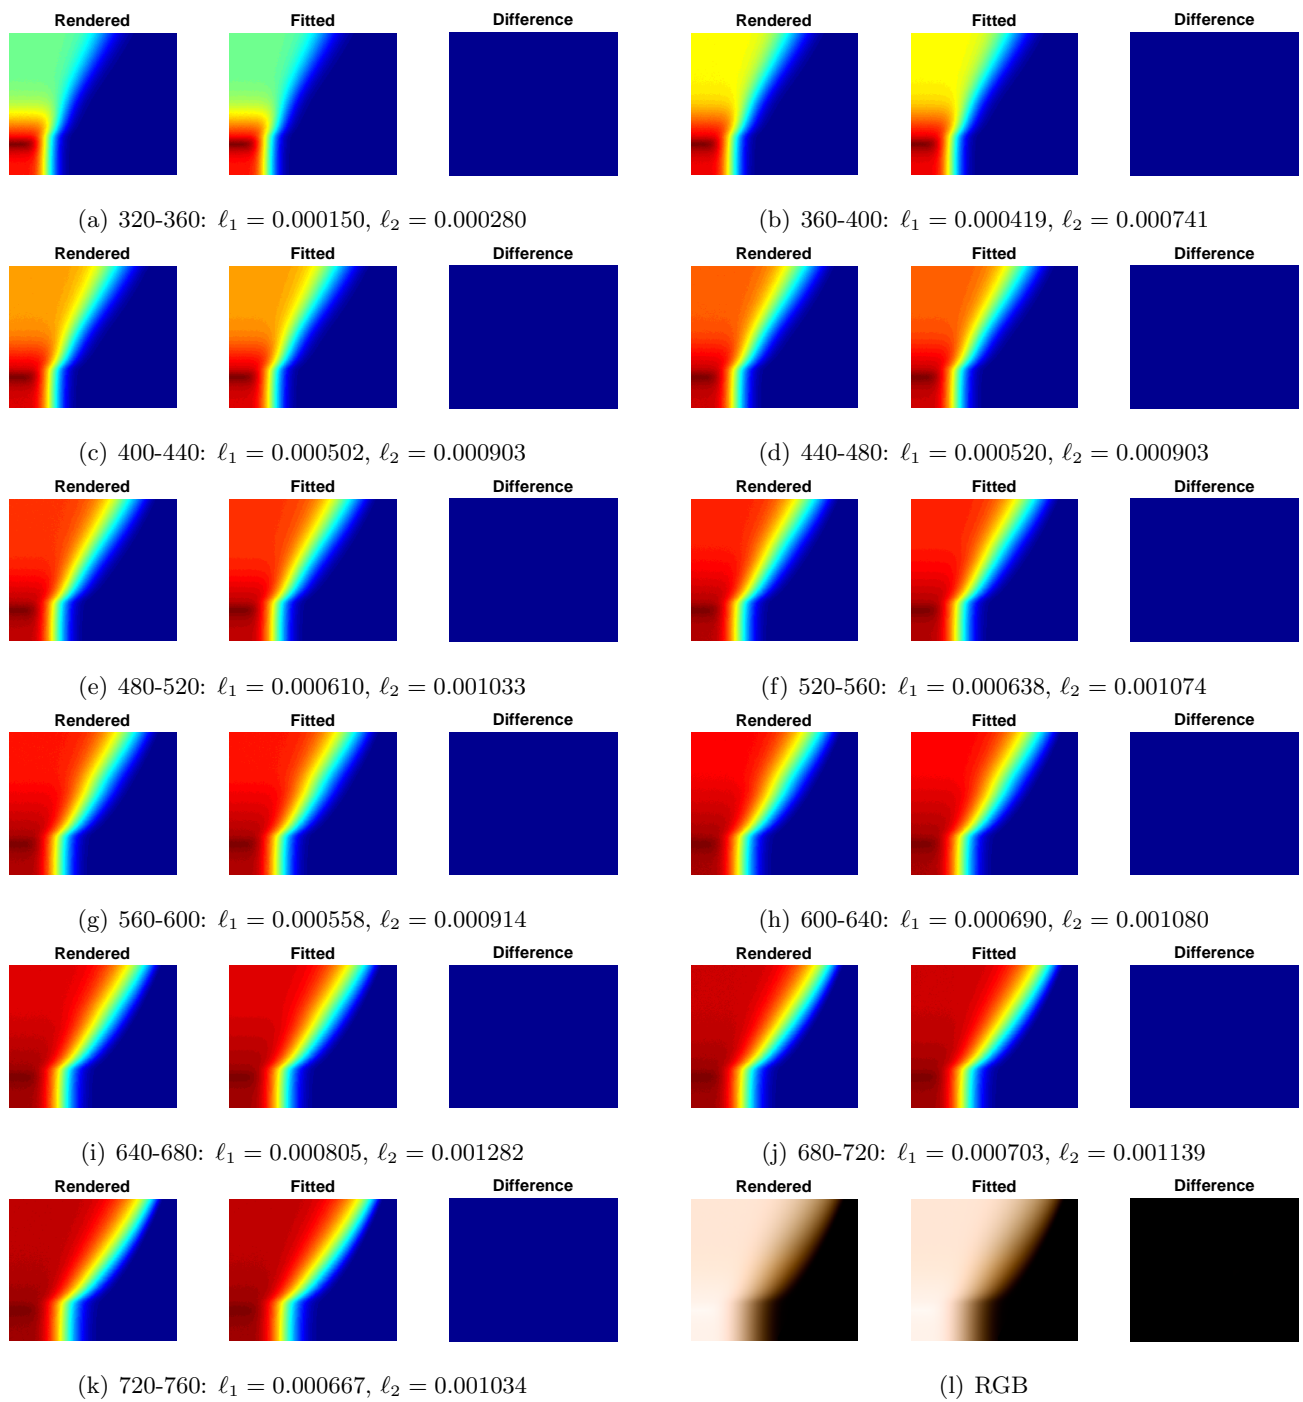 Rendered Fitted Difference Rendered Fitted Difference
(a) 320-360: ℓ1 = 0.000150, ℓ2 = 0.000280 (b) 360-400: ℓ1 = 0.000419, ℓ2 = 0.000741
Rendered Fitted Difference Rendered Fitted Difference
(c) 400-440: ℓ1 = 0.000502, ℓ2 = 0.000903 (d) 440-480: ℓ1 = 0.000520, ℓ2 = 0.000903
Rendered Fitted Difference Rendered Fitted Difference
(e) 480-520: ℓ1 = 0.000610, ℓ2 = 0.001033 (f) 520-560: ℓ1 = 0.000638, ℓ2 = 0.001074
Rendered Fitted Difference Rendered Fitted Difference
(g) 560-600: ℓ1 = 0.000558, ℓ2 = 0.000914 (h) 600-640: ℓ1 = 0.000690, ℓ2 = 0.001080
Rendered Fitted Difference Rendered Fitted Difference
(i) 640-680: ℓ1 = 0.000805, ℓ2 = 0.001282 (j) 680-720: ℓ1 = 0.000703, ℓ2 = 0.001139
Rendered Fitted Difference Rendered Fitted Difference
(k) 720-760: ℓ1 = 0.000667, ℓ2 = 0.001034 (l) RGB